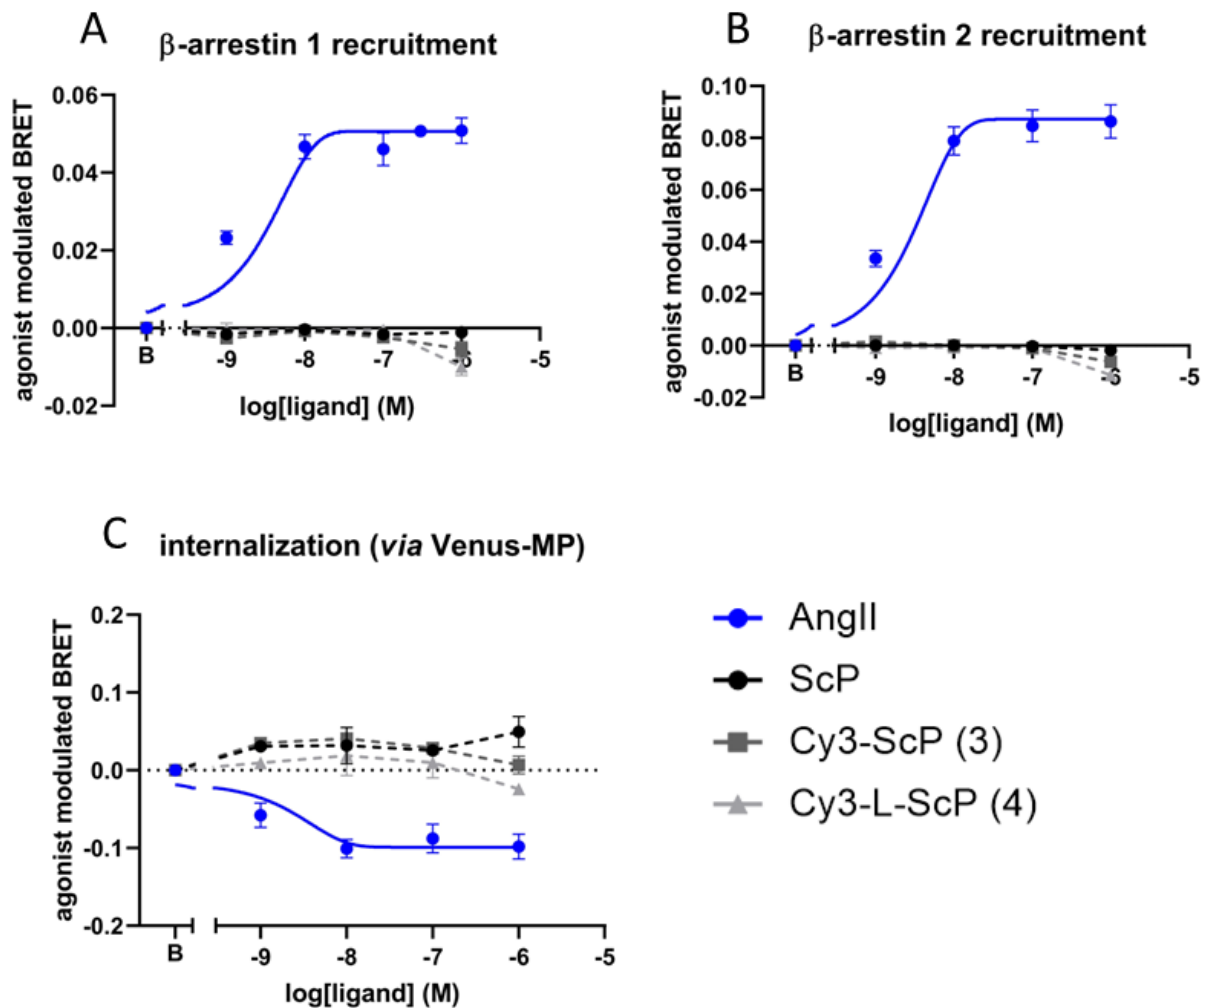 A
β-arrestin 1 recruitment
agonist modulated BRET
0.06
0.04
0.02
0.00
-0.02
B
-9
-8
-7
-6
-5
log[ligand] (M)
B
β-arrestin 2 recruitment
agonist modulated BRET
0.10
0.08
0.06
0.04
0.02
0.00
-0.02
B
-9
-8
-7
-6
-5
log[ligand] (M)
C
internalization (via Venus-MP)
agonist modulated BRET
0.2
0.1
0.0
-0.1
-0.2
B
-9
-8
-7
-6
-5
log[ligand] (M)
AngII
ScP
Cy3-ScP (3)
Cy3-L-ScP (4)